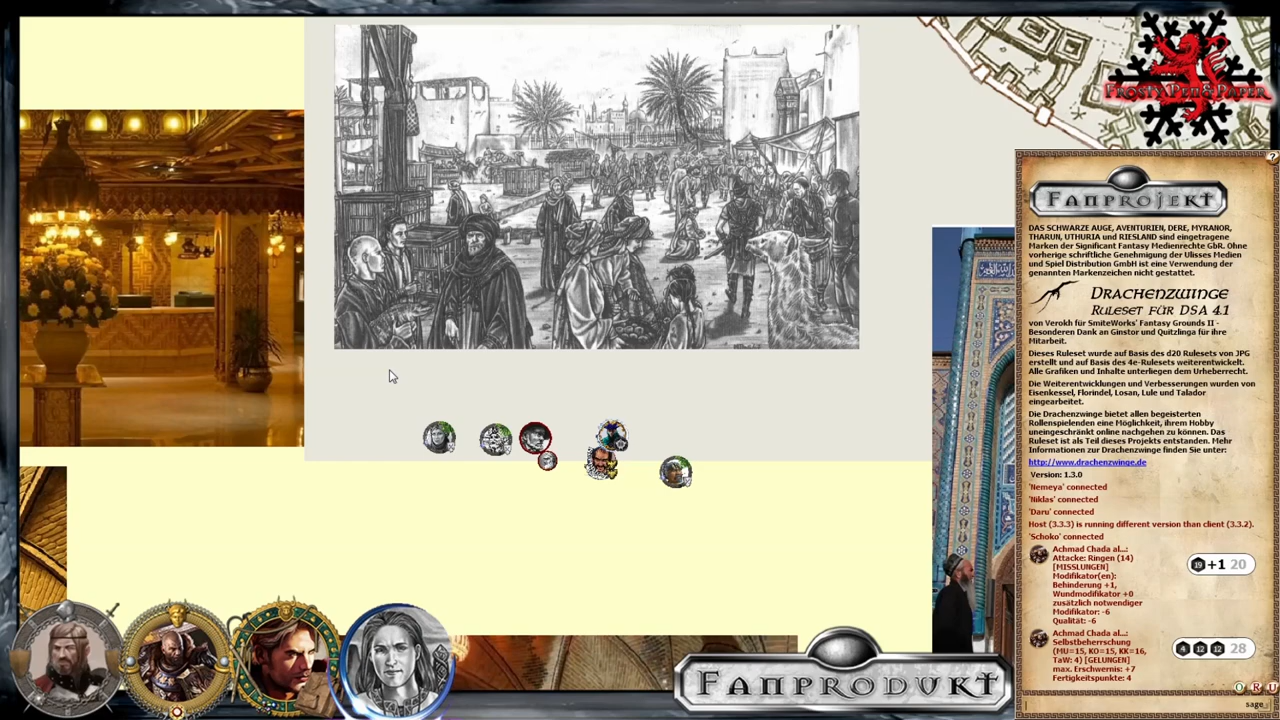 Frosty Pen & Paper
Fanprojekt
DAS SCHWARZE AUGE, AVENTURIEN, DERE, MYRANOR,
THARUN, UTHURIA und RIESLAND sind eingetragene
Marken der Significant Fantasy Medienrechte GbR. Ohne
vorherige schriftliche Genehmigung der Ulisses Medien
und Spiel Distribution GmbH ist eine Verwendung der
genannten Markenzeichen nicht gestattet.
Drachenzwinge
Ruleset für DSA 4.1
von Verokh für SmiteWorks' Fantasy Grounds II -
Besonderen Dank an Ginstor und Quitzlinga für ihre
Mitarbeit.
Dieses Ruleset wurde auf Basis des d20 Rulesets von JPG
erstellt und auf Basis des 4e-Rulesets weiterentwickelt.
Alle Grafiken und Inhalte unterliegen dem Urheberrecht.
Die Weiterentwicklungen und Verbesserungen wurden von
Eisenkessel, Florindel, Losan, Lule und Talador
eingearbeitet.
Die Drachenzwinge bietet allen begeisterten
Rollenspielenden eine Möglichkeit, ihrem Hobby
uneingeschränkt online nachgehen zu können. Das
Ruleset ist als Teil dieses Projekts entstanden. Mehr
Informationen zur Drachenzwinge finden Sie unter:
http://www.drachenzwinge.de
Version: 1.3.0
'Nemeya' connected
'Niklas' connected
'Daru' connected
Host (3.3.3) is running different version than client (3.3.2).
'Schoko' connected
Achmad Chada al...:
Attacke: Ringen (14)
[MISSLUNGEN]
Modifikator(en):
Behinderung +1,
Wundmodifikator +0
zusätzlich notwendiger
Modifikator: -6
Qualität: -6
19 +1 20
Achmad Chada al...:
Selbstbeherrschung
(MU=15, KO=15, KK=16,
TaW: 4) [GELUNGEN]
max. Erschwernis: +7
Fertigkeitspunkte: 4
4 12 12 28
O R U
sage
Fanprodukt